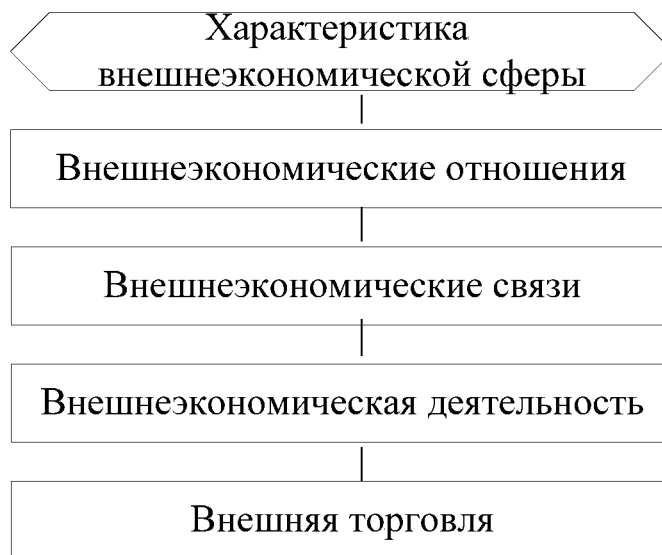 Характеристика
внешнеэкономической сферы
Внешнеэкономические отношения
Внешнеэкономические связи
Внешнеэкономическая деятельность
Внешняя торговля